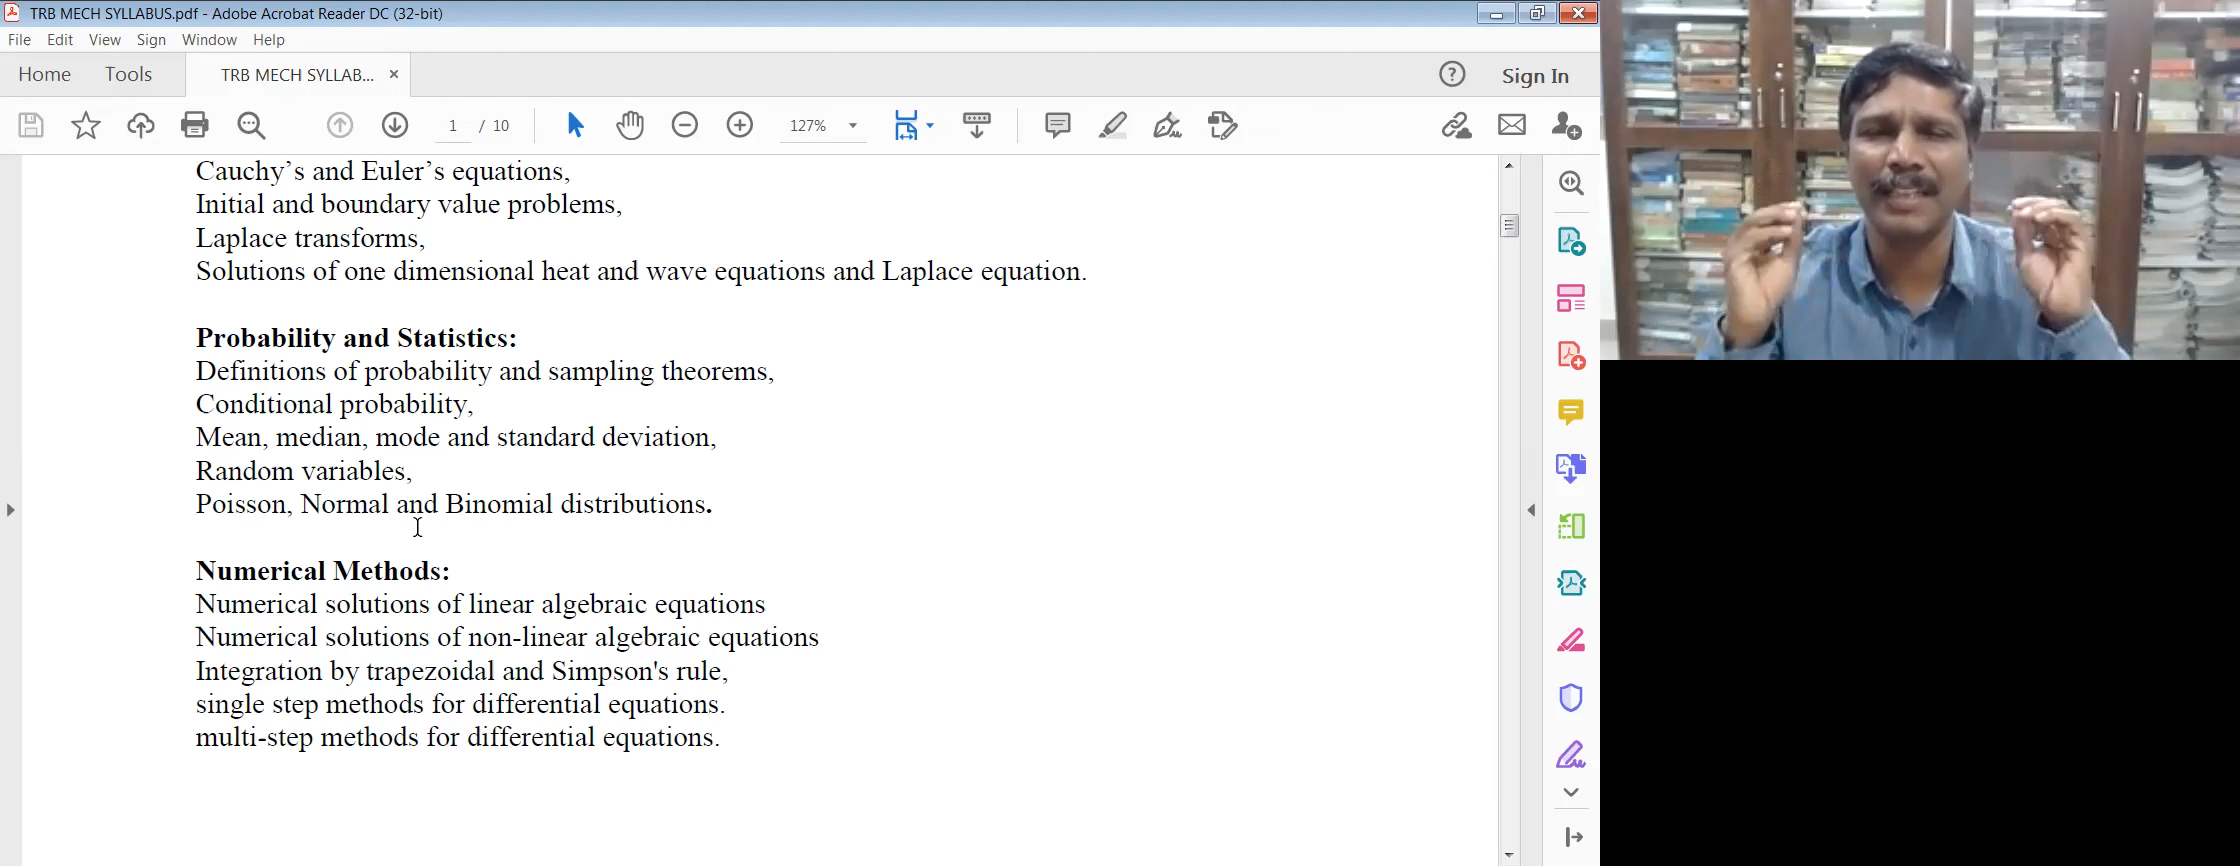 TRB MECH SYLLABUS.pdf - Adobe Acrobat Reader DC (32-bit)
File Edit View Sign Window Help
Home Tools TRB MECH SYLLAB... × Sign In
1 / 10 127%
Cauchy’s and Euler’s equations,
Initial and boundary value problems,
Laplace transforms,
Solutions of one dimensional heat and wave equations and Laplace equation.
Probability and Statistics:
Definitions of probability and sampling theorems,
Conditional probability,
Mean, median, mode and standard deviation,
Random variables,
Poisson, Normal and Binomial distributions.
Numerical Methods:
Numerical solutions of linear algebraic equations
Numerical solutions of non-linear algebraic equations
Integration by trapezoidal and Simpson's rule,
single step methods for differential equations.
multi-step methods for differential equations.